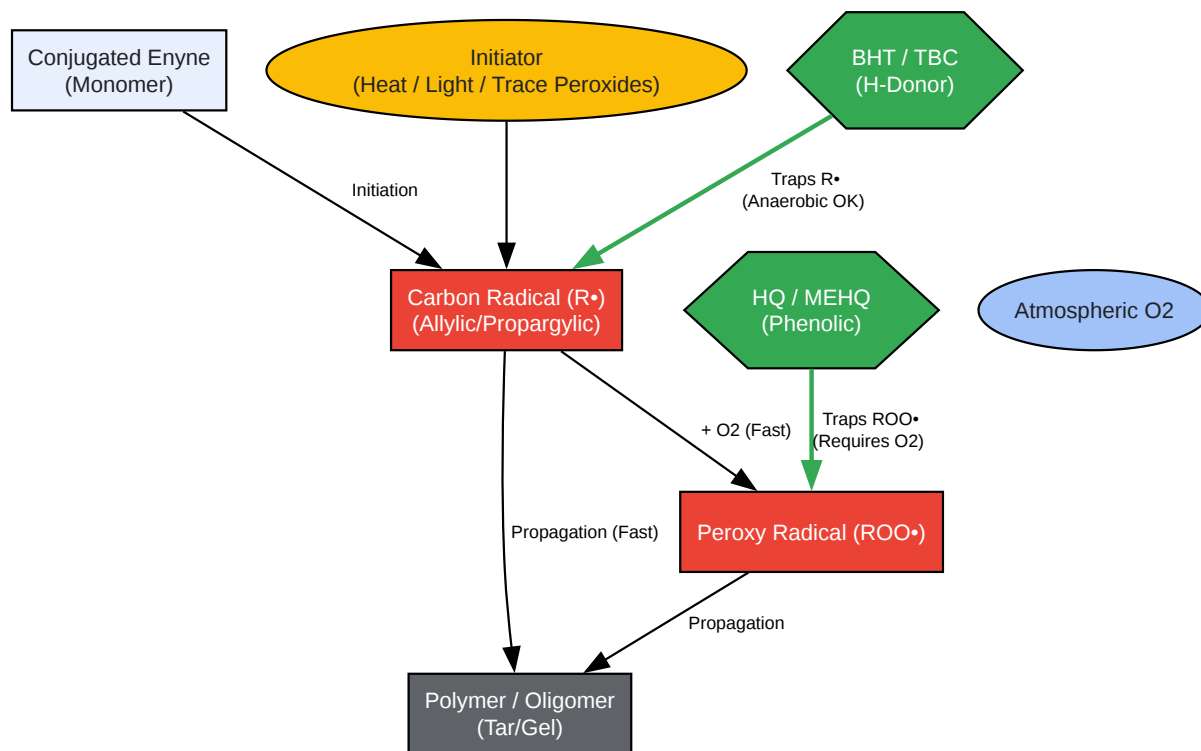 Conjugated Enyne
(Monomer)
Initiator
(Heat / Light / Trace Peroxides)
BHT / TBC
(H-Donor)
Initiation
Traps R•
(Anaerobic OK)
Carbon Radical (R•)
(Allylic/Propargylic)
HQ / MEHQ
(Phenolic)
Atmospheric O2
+ O2 (Fast)
Traps ROO•
(Requires O2)
Propagation (Fast)
Peroxy Radical (ROO•)
Propagation
Polymer / Oligomer
(Tar/Gel)